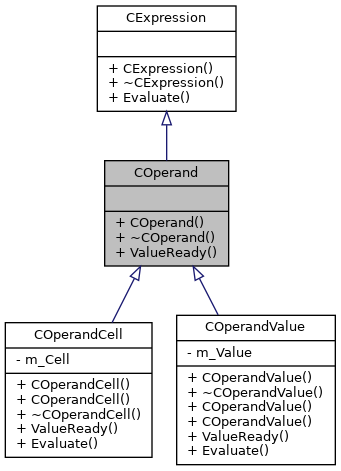 CExpression
+ CExpression()
+ ~CExpression()
+ Evaluate()
COperand
+ COperand()
+ ~COperand()
+ ValueReady()
COperandCell
- m_Cell
+ COperandCell()
+ COperandCell()
+ ~COperandCell()
+ ValueReady()
+ Evaluate()
COperandValue
- m_Value
+ COperandValue()
+ ~COperandValue()
+ COperandValue()
+ COperandValue()
+ ValueReady()
+ Evaluate()